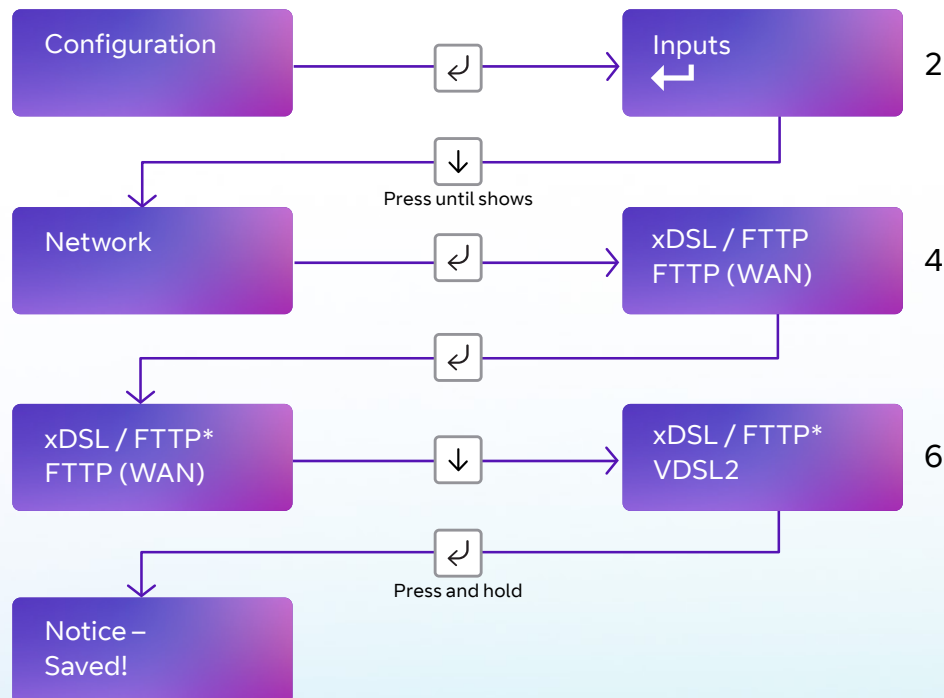 Configuration
Inputs
2
Press until shows
Network
xDSL / FTTP
FTTP (WAN)
4
xDSL / FTTP*
FTTP (WAN)
xDSL / FTTP*
VDSL2
6
Press and hold
Notice –
Saved!